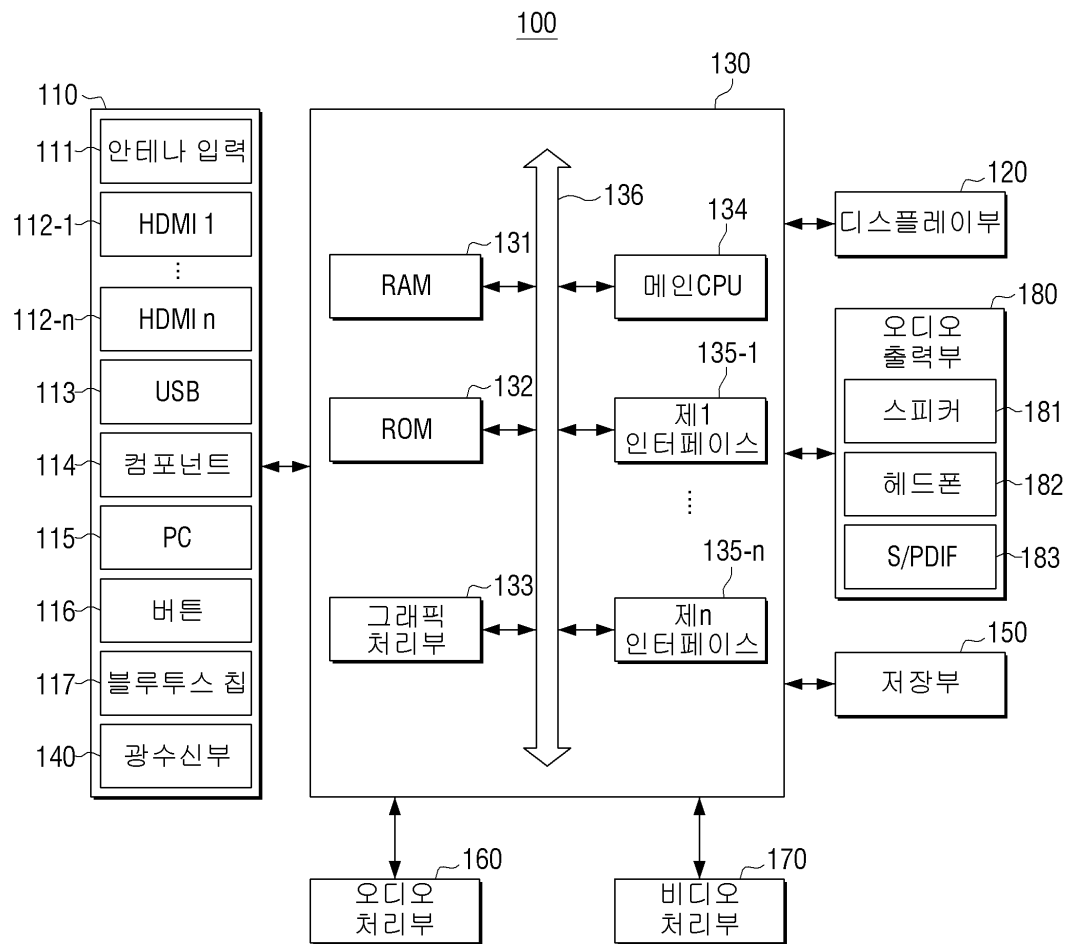 100
110
111
안테나 입력
112-1
HDMI 1
⋮
112-n
HDMI n
113
USB
114
컴포넌트
115
PC
116
버튼
117
블루투스 칩
140
광수신부
130
136
131
RAM
132
ROM
133
그래픽
처리부
134
메인CPU
135-1
제1
인터페이스
⋮
135-n
제n
인터페이스
120
디스플레이부
180
오디오
출력부
스피커
181
헤드폰
182
S/PDIF
183
150
저장부
160
오디오
처리부
170
비디오
처리부